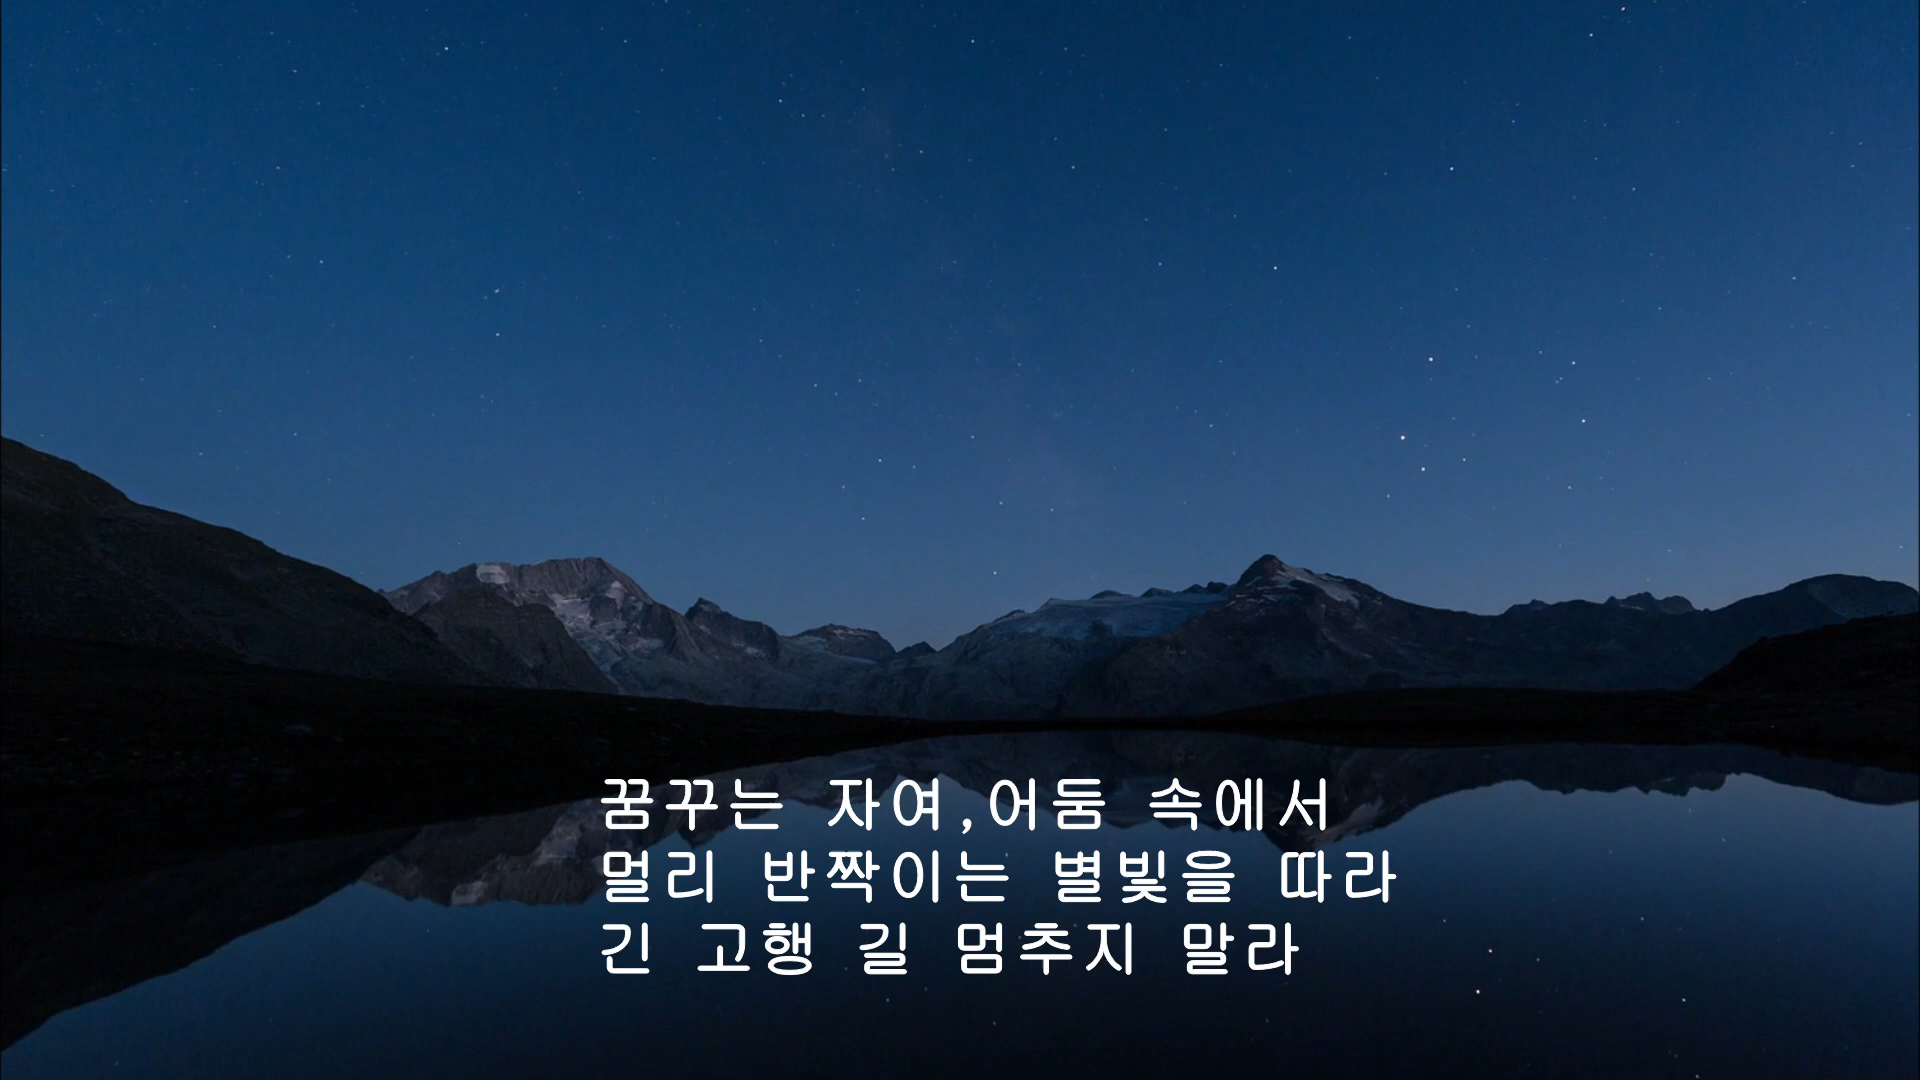 꿈꾸는 자여,어둠 속에서
멀리 반짝이는 별빛을 따라
긴 고행 길 멈추지 말라